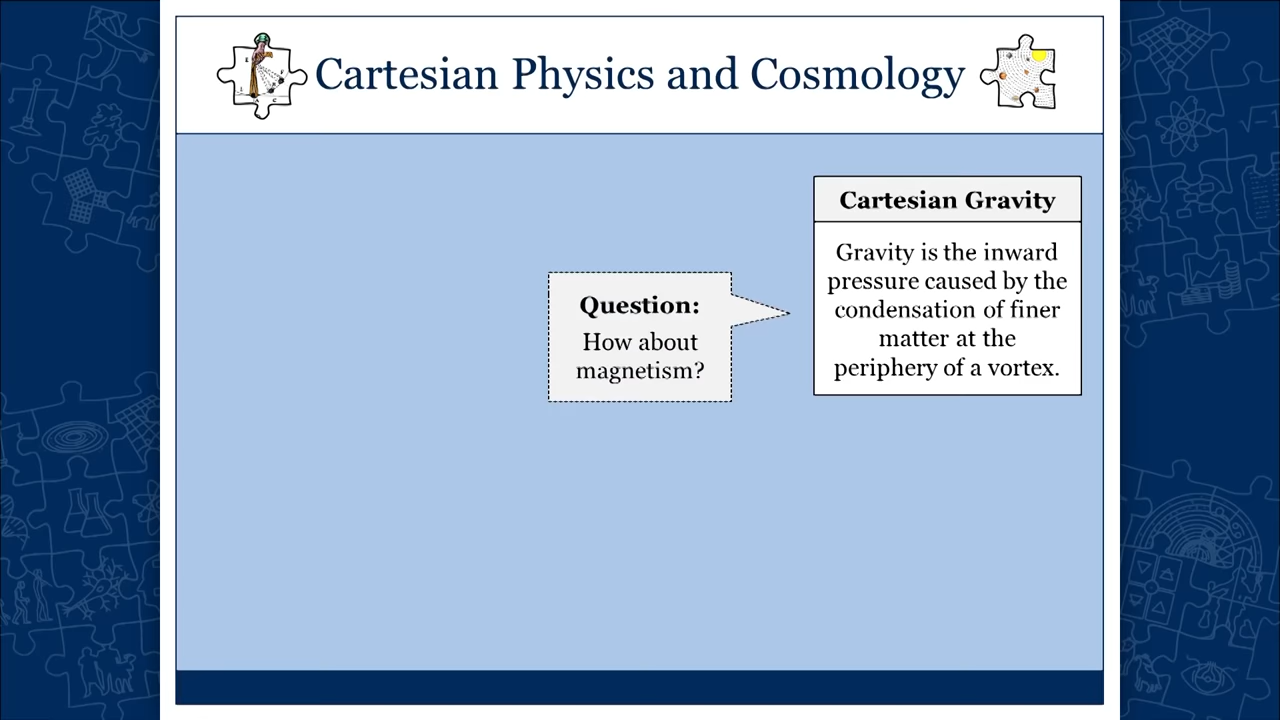 Cartesian Physics and Cosmology
Cartesian Gravity
Gravity is the inward
pressure caused by the
condensation of finer
matter at the
periphery of a vortex.
Question:
How about
magnetism?